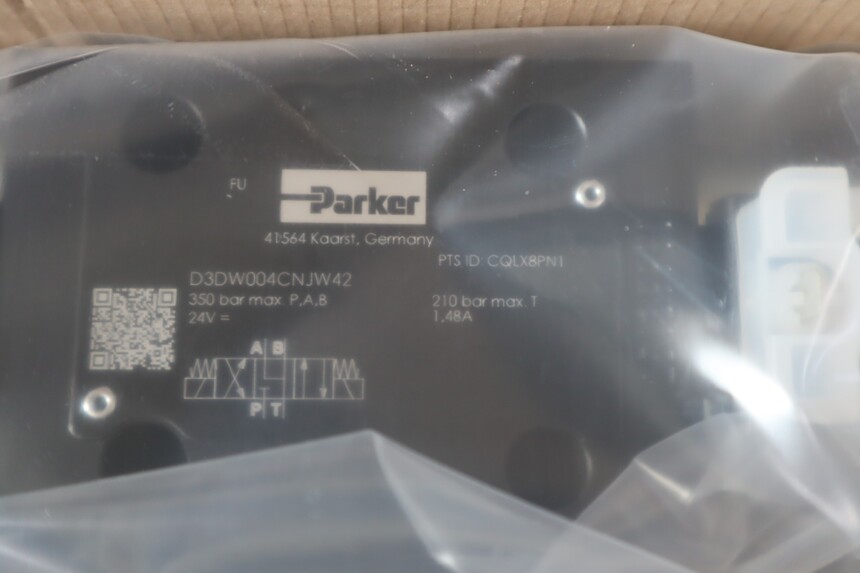 FU
Parker
41564 Kaarst, Germany
PTS ID CQLX8PN1
D3DW004CNJW42
350 bar max. P,A,B
210 bar max. T
24V =
1,48A
A B
P T